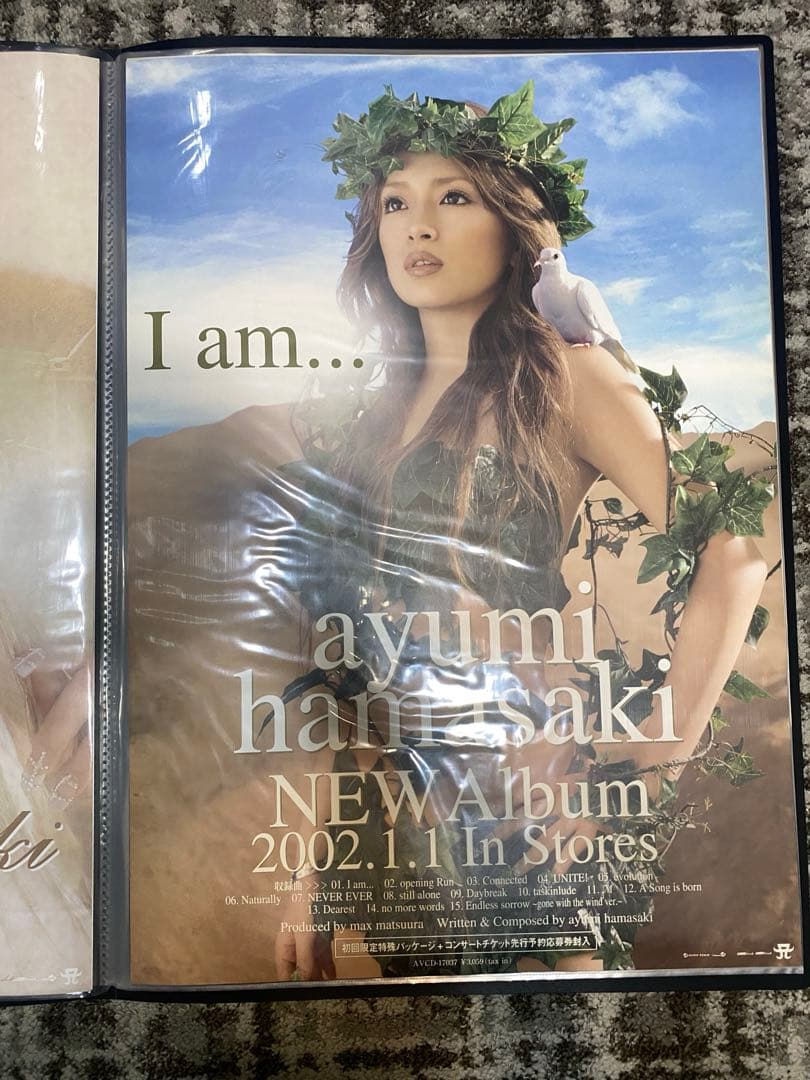 I am...
ayumi
hamasaki
NEW Album
2002.1.1 In Stores
収録曲 >>> 01. I am... 02. opening Run 03. Connected 04. UNITE! 05. evolution
06. Naturally 07. NEVER EVER 08. still alone 09. Daybreak 10. taskinlude 11. M 12. A Song is born
13. Dearest 14. no more words 15. Endless sorrow ~gone with the wind ver.~
Produced by max matsuura Written & Composed by ayumi hamasaki
初回限定特殊パッケージ+コンサートチケット先行予約応募券封入
AVCD-17037 ¥3,059(tax in)
ki